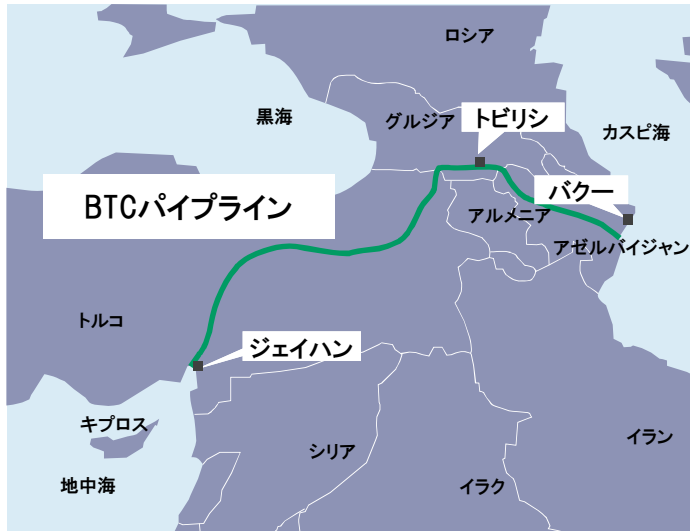 ロシア
黒海
グルジア
トビリシ
カスピ海
BTCパイプライン
バクー
アルメニア
アゼルバイジャン
トルコ
ジェイハン
キプロス
シリア
イラン
地中海
イラク